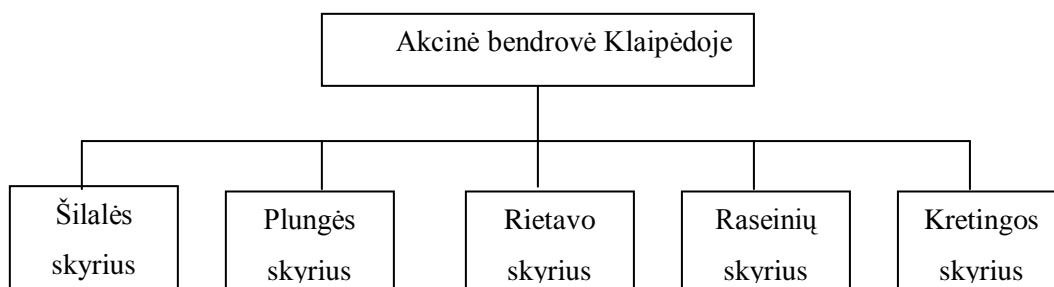 Akcinė bendrovė Klaipėdoje
Šilalės
skyrius
Plungės
skyrius
Rietavo
skyrius
Raseinių
skyrius
Kretingos
skyrius